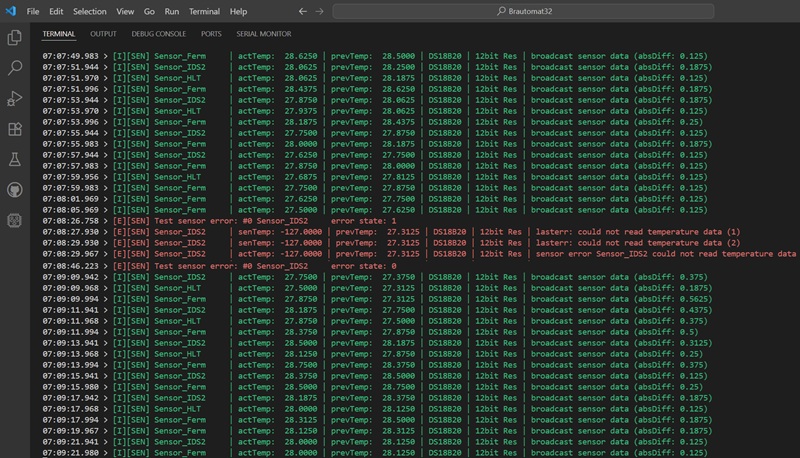 File Edit Selection View Go Run Terminal Help
Brautomat32
TERMINAL OUTPUT DEBUG CONSOLE PORTS SERIAL MONITOR
07:07:49.983 > [I][SEN] Sensor_Ferm | actTemp: 28.6250 | prevTemp: 28.5000 | DS18B20 | 12bit Res | broadcast sensor data (absDiff: 0.125)
07:07:51.944 > [I][SEN] Sensor_IDS2 | actTemp: 28.0625 | prevTemp: 28.2500 | DS18B20 | 12bit Res | broadcast sensor data (absDiff: 0.1875)
07:07:51.970 > [I][SEN] Sensor_HLT | actTemp: 28.0625 | prevTemp: 28.1875 | DS18B20 | 12bit Res | broadcast sensor data (absDiff: 0.125)
07:07:51.996 > [I][SEN] Sensor_Ferm | actTemp: 28.4375 | prevTemp: 28.6250 | DS18B20 | 12bit Res | broadcast sensor data (absDiff: 0.1875)
07:07:53.944 > [I][SEN] Sensor_IDS2 | actTemp: 27.8750 | prevTemp: 28.0625 | DS18B20 | 12bit Res | broadcast sensor data (absDiff: 0.1875)
07:07:53.970 > [I][SEN] Sensor_HLT | actTemp: 27.9375 | prevTemp: 28.0625 | DS18B20 | 12bit Res | broadcast sensor data (absDiff: 0.125)
07:07:53.996 > [I][SEN] Sensor_Ferm | actTemp: 28.1875 | prevTemp: 28.4375 | DS18B20 | 12bit Res | broadcast sensor data (absDiff: 0.25)
07:07:55.944 > [I][SEN] Sensor_IDS2 | actTemp: 27.7500 | prevTemp: 27.8750 | DS18B20 | 12bit Res | broadcast sensor data (absDiff: 0.125)
07:07:55.983 > [I][SEN] Sensor_Ferm | actTemp: 28.0000 | prevTemp: 28.1875 | DS18B20 | 12bit Res | broadcast sensor data (absDiff: 0.1875)
07:07:57.944 > [I][SEN] Sensor_IDS2 | actTemp: 27.6250 | prevTemp: 27.7500 | DS18B20 | 12bit Res | broadcast sensor data (absDiff: 0.125)
07:07:57.983 > [I][SEN] Sensor_Ferm | actTemp: 27.8750 | prevTemp: 28.0000 | DS18B20 | 12bit Res | broadcast sensor data (absDiff: 0.125)
07:07:59.956 > [I][SEN] Sensor_HLT | actTemp: 27.6875 | prevTemp: 27.8125 | DS18B20 | 12bit Res | broadcast sensor data (absDiff: 0.125)
07:07:59.983 > [I][SEN] Sensor_Ferm | actTemp: 27.7500 | prevTemp: 27.8750 | DS18B20 | 12bit Res | broadcast sensor data (absDiff: 0.125)
07:08:01.969 > [I][SEN] Sensor_Ferm | actTemp: 27.6250 | prevTemp: 27.7500 | DS18B20 | 12bit Res | broadcast sensor data (absDiff: 0.125)
07:08:05.969 > [I][SEN] Sensor_Ferm | actTemp: 27.5000 | prevTemp: 27.6250 | DS18B20 | 12bit Res | broadcast sensor data (absDiff: 0.125)
07:08:26.758 > [E][SEN] Test sensor error: #0 Sensor_IDS2 error state: 1
07:08:27.930 > [E][SEN] Sensor_IDS2 | senTemp: -127.0000 | prevTemp: 27.3125 | DS18B20 | 12bit Res | lasterr: could not read temperature data (1)
07:08:29.930 > [E][SEN] Sensor_IDS2 | senTemp: -127.0000 | prevTemp: 27.3125 | DS18B20 | 12bit Res | lasterr: could not read temperature data (2)
07:08:29.967 > [E][SEN] Sensor_IDS2 | actTemp: -127.0000 | prevTemp: 27.3125 | DS18B20 | 12bit Res | sensor error Sensor_IDS2 could not read temperature data
07:08:46.223 > [E][SEN] Test sensor error: #0 Sensor_IDS2 error state: 0
07:09:09.942 > [I][SEN] Sensor_IDS2 | actTemp: 27.7500 | prevTemp: 27.3750 | DS18B20 | 12bit Res | broadcast sensor data (absDiff: 0.375)
07:09:09.968 > [I][SEN] Sensor_HLT | actTemp: 27.5000 | prevTemp: 27.3125 | DS18B20 | 12bit Res | broadcast sensor data (absDiff: 0.1875)
07:09:09.994 > [I][SEN] Sensor_Ferm | actTemp: 27.8750 | prevTemp: 27.3125 | DS18B20 | 12bit Res | broadcast sensor data (absDiff: 0.5625)
07:09:11.941 > [I][SEN] Sensor_IDS2 | actTemp: 28.1875 | prevTemp: 27.7500 | DS18B20 | 12bit Res | broadcast sensor data (absDiff: 0.4375)
07:09:11.968 > [I][SEN] Sensor_HLT | actTemp: 27.8750 | prevTemp: 27.5000 | DS18B20 | 12bit Res | broadcast sensor data (absDiff: 0.375)
07:09:11.994 > [I][SEN] Sensor_Ferm | actTemp: 28.3750 | prevTemp: 27.8750 | DS18B20 | 12bit Res | broadcast sensor data (absDiff: 0.5)
07:09:13.941 > [I][SEN] Sensor_IDS2 | actTemp: 28.5000 | prevTemp: 28.1875 | DS18B20 | 12bit Res | broadcast sensor data (absDiff: 0.3125)
07:09:13.968 > [I][SEN] Sensor_HLT | actTemp: 28.1250 | prevTemp: 27.8750 | DS18B20 | 12bit Res | broadcast sensor data (absDiff: 0.25)
07:09:13.994 > [I][SEN] Sensor_Ferm | actTemp: 28.7500 | prevTemp: 28.3750 | DS18B20 | 12bit Res | broadcast sensor data (absDiff: 0.375)
07:09:15.941 > [I][SEN] Sensor_IDS2 | actTemp: 28.3750 | prevTemp: 28.5000 | DS18B20 | 12bit Res | broadcast sensor data (absDiff: 0.125)
07:09:15.980 > [I][SEN] Sensor_Ferm | actTemp: 28.5000 | prevTemp: 28.7500 | DS18B20 | 12bit Res | broadcast sensor data (absDiff: 0.25)
07:09:17.942 > [I][SEN] Sensor_IDS2 | actTemp: 28.1875 | prevTemp: 28.3750 | DS18B20 | 12bit Res | broadcast sensor data (absDiff: 0.1875)
07:09:17.968 > [I][SEN] Sensor_HLT | actTemp: 28.0000 | prevTemp: 28.1250 | DS18B20 | 12bit Res | broadcast sensor data (absDiff: 0.125)
07:09:17.994 > [I][SEN] Sensor_Ferm | actTemp: 28.3125 | prevTemp: 28.5000 | DS18B20 | 12bit Res | broadcast sensor data (absDiff: 0.1875)
07:09:19.967 > [I][SEN] Sensor_Ferm | actTemp: 28.1250 | prevTemp: 28.3125 | DS18B20 | 12bit Res | broadcast sensor data (absDiff: 0.1875)
07:09:21.941 > [I][SEN] Sensor_IDS2 | actTemp: 28.0000 | prevTemp: 28.1250 | DS18B20 | 12bit Res | broadcast sensor data (absDiff: 0.125)
07:09:21.980 > [I][SEN] Sensor_Ferm | actTemp: 28.0000 | prevTemp: 28.1250 | DS18B20 | 12bit Res | broadcast sensor data (absDiff: 0.125)